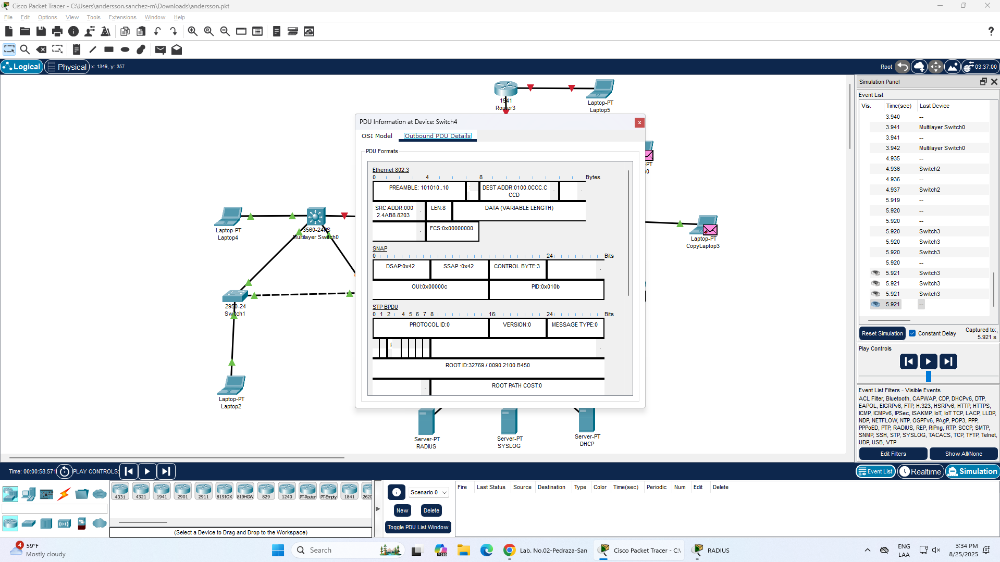 Cisco Packet Tracer - C:\Users\andersson.sanchez-m\Downloads\andersson.pkt
File Edit Options View Tools Extensions Window Help
Logical
Physical
x: 1349, y: 357
Root
03:37:00
1941
Router3
Laptop-PT
Laptop5
Laptop-PT
Laptop4
3560-24PS
Multilayer Switch0
2950-24
Switch1
Laptop-PT
Laptop2
Laptop-PT
CopyLaptop3
Server-PT
RADIUS
Server-PT
SYSLOG
Server-PT
DHCP
PDU Information at Device: Switch4
x
OSI Model
Outbound PDU Details
PDU Formats
Ethernet 802.3
0 4 8 Bytes
PREAMBLE: 101010..10
DEST ADDR:0100.0CCC.C
CCD
SRC ADDR:000
2.4AB8.8203
LEN:8
DATA (VARIABLE LENGTH)
FCS:0x00000000
SNAP
0 24 Bits
DSAP:0x42
SSAP :0x42
CONTROL BYTE:3
OUI:0x00000c
PID:0x010b
STP BPDU
0 1 2 4 5 6 7 8 16 24 Bits
PROTOCOL ID:0
VERSION:0
MESSAGE TYPE:0
ROOT ID:32769 / 0090.2100.B450
ROOT PATH COST:0
Simulation Panel
Event List
Vis. Time(sec) Last Device
3.940 --
3.941 Multilayer Switch0
3.941 --
3.942 Multilayer Switch0
4.935 --
4.936 Switch2
4.936 --
4.937 Switch2
5.919 --
5.920 --
5.920 --
5.920 Switch3
5.920 Switch3
5.920 Switch3
5.920 --
5.921 Switch3
5.921 Switch3
5.921 Switch3
5.921 --
Reset Simulation
Constant Delay
Captured to:
5.921 s
Play Controls
Event List Filters - Visible Events
ACL Filter, Bluetooth, CAPWAP, CDP, DHCPv6, DTP,
EAPOL, EIGRPv6, FTP, H.323, HSRPv6, HTTP, HTTPS,
ICMP, ICMPv6, IPSec, ISAKMP, IoT, IoT TCP, LACP, LLDP,
NDP, NETFLOW, NTP, OSPFv6, PAgP, POP3, PPP,
PPPoED, PTP, RADIUS, REP, RIPng, RTP, SCCP, SMTP,
SNMP, SSH, STP, SYSLOG, TACACS, TCP, TFTP, Telnet,
UDP, USB, VTP
Edit Filters
Show All/None
Time: 00:00:58.571
PLAY CONTROLS:
Event List
Realtime
Simulation
4331 4321 1941 2901 2911 819IOX 819HGW 829 1240 PT-Router PT-Empty 1841 2620
(Select a Device to Drag and Drop to the Workspace)
Scenario 0
New
Delete
Toggle PDU List Window
Fire Last Status Source Destination Type Color Time(sec) Periodic Num Edit Delete
4
59°F
Mostly cloudy
Search
M365
Lab. No.02-Pedraza-San
Cisco Packet Tracer - C:\
RADIUS
ENG
LAA
3:34 PM
8/25/2025